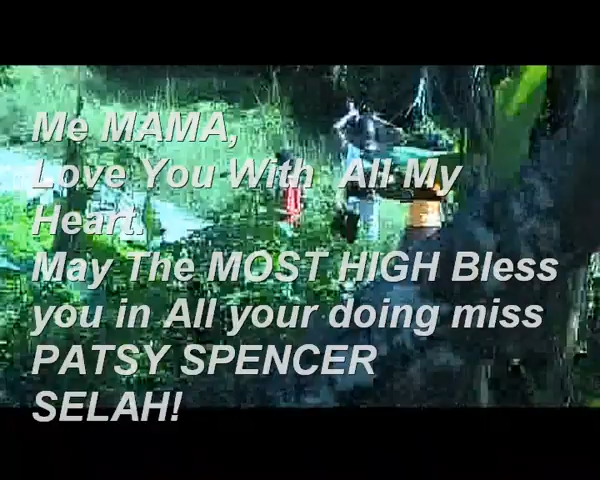 Me MAMA,
Love You With  All My
Heart.
May The MOST HIGH Bless
you in All your doing miss
PATSY SPENCER
SELAH!